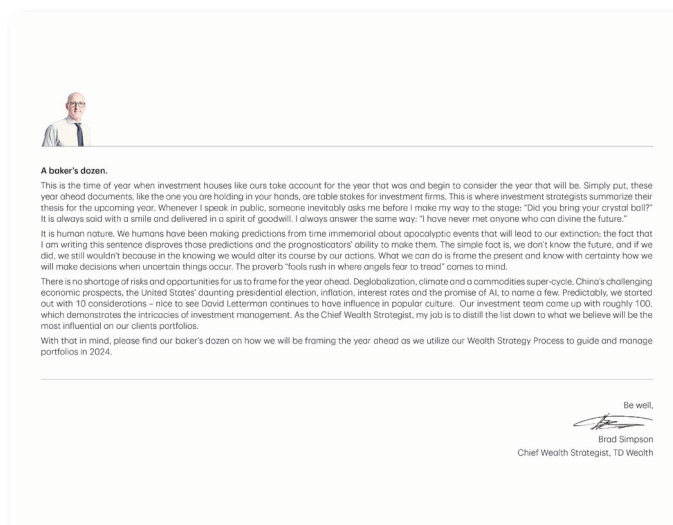 A baker's dozen.
This is the time of year when investment houses like ours take account for the year that was and begin to consider the year that will be. Simply put, these
year ahead documents, like the one you are holding in your hands, are table stakes for investment firms. This is where investment strategists summarize their
thesis for the upcoming year. Whenever I speak in public, someone inevitably asks me before I make my way to the stage: "Did you bring your crystal ball?"
It is always said with a smile and delivered in a spirit of goodwill. I always answer the same way: "I have never met anyone who can divine the future."
It is human nature. We humans have been making predictions from time immemorial about apocalyptic events that will lead to our extinction; the fact that
I am writing this sentence disproves those predictions and the prognosticators' ability to make them. The simple fact is, we don't know the future, and if we
did, we still wouldn't because in the knowing we would alter its course by our actions. What we can do is frame the present and know with certainty how we
will make decisions when uncertain things occur. The proverb "fools rush in where angels fear to tread" comes to mind.
There is no shortage of risks and opportunities for us to frame for the year ahead. Deglobalization, climate and a commodities super-cycle, China's challenging
economic prospects, the United States' daunting presidential election, inflation, interest rates and the promise of AI, to name a few. Predictably, we started
out with 10 considerations – nice to see David Letterman continues to have influence in popular culture. Our investment team came up with roughly 100,
which demonstrates the intricacies of investment management. As the Chief Wealth Strategist, my job is to distill the list down to what we believe will be the
most influential on our clients portfolios.
With that in mind, please find our baker's dozen on how we will be framing the year ahead as we utilize our Wealth Strategy Process to guide and manage
portfolios in 2024.
Be well,
Brad Simpson
Chief Wealth Strategist, TD Wealth